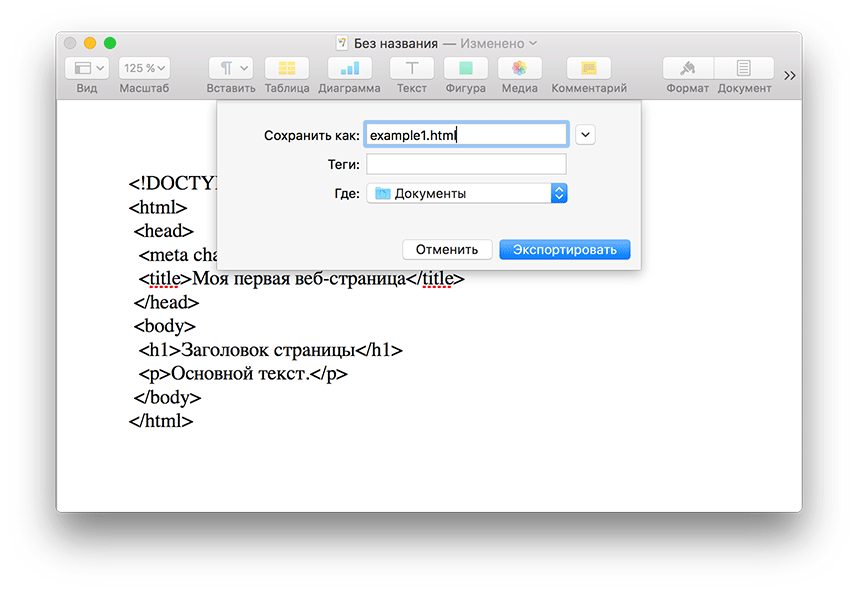 Без названия — Изменено
125 %
Вид Масштаб Вставить Таблица Диаграмма Текст Фигура Медиа Комментарий Формат Документ
Сохранить как: example1.html
Теги:
Где: Документы
Отменить Экспортировать
<!DOCTY
<html>
<head>
<meta cha
<title>Моя первая веб-страница</title>
</head>
<body>
<h1>Заголовок страницы</h1>
<p>Основной текст.</p>
</body>
</html>